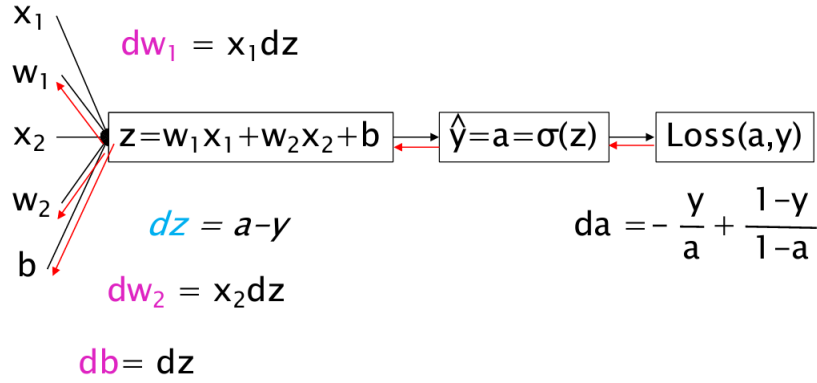 x₁
dw₁ = x₁dz
w₁
x₂
z=w₁x₁+w₂x₂+b
ŷ=a=σ(z)
Loss(a,y)
w₂
dz = a-y
da = - y/a + 1-y/1-a
b
dw₂ = x₂dz
db= dz